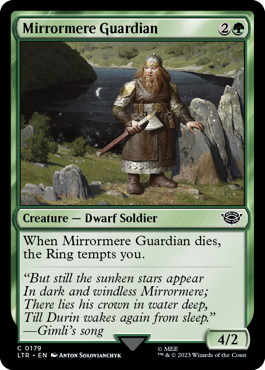 Mirrormere Guardian 2
Creature — Dwarf Soldier
When Mirrormere Guardian dies,
the Ring tempts you.
"But still the sunken stars appear
In dark and windless Mirrormere;
There lies his crown in water deep,
Till Durin wakes again from sleep."
—Gimli's song
4/2
C 0179
LTR • EN ANTON SOLOVIANCHYK
© MEE
™ & © 2023 Wizards of the Coast